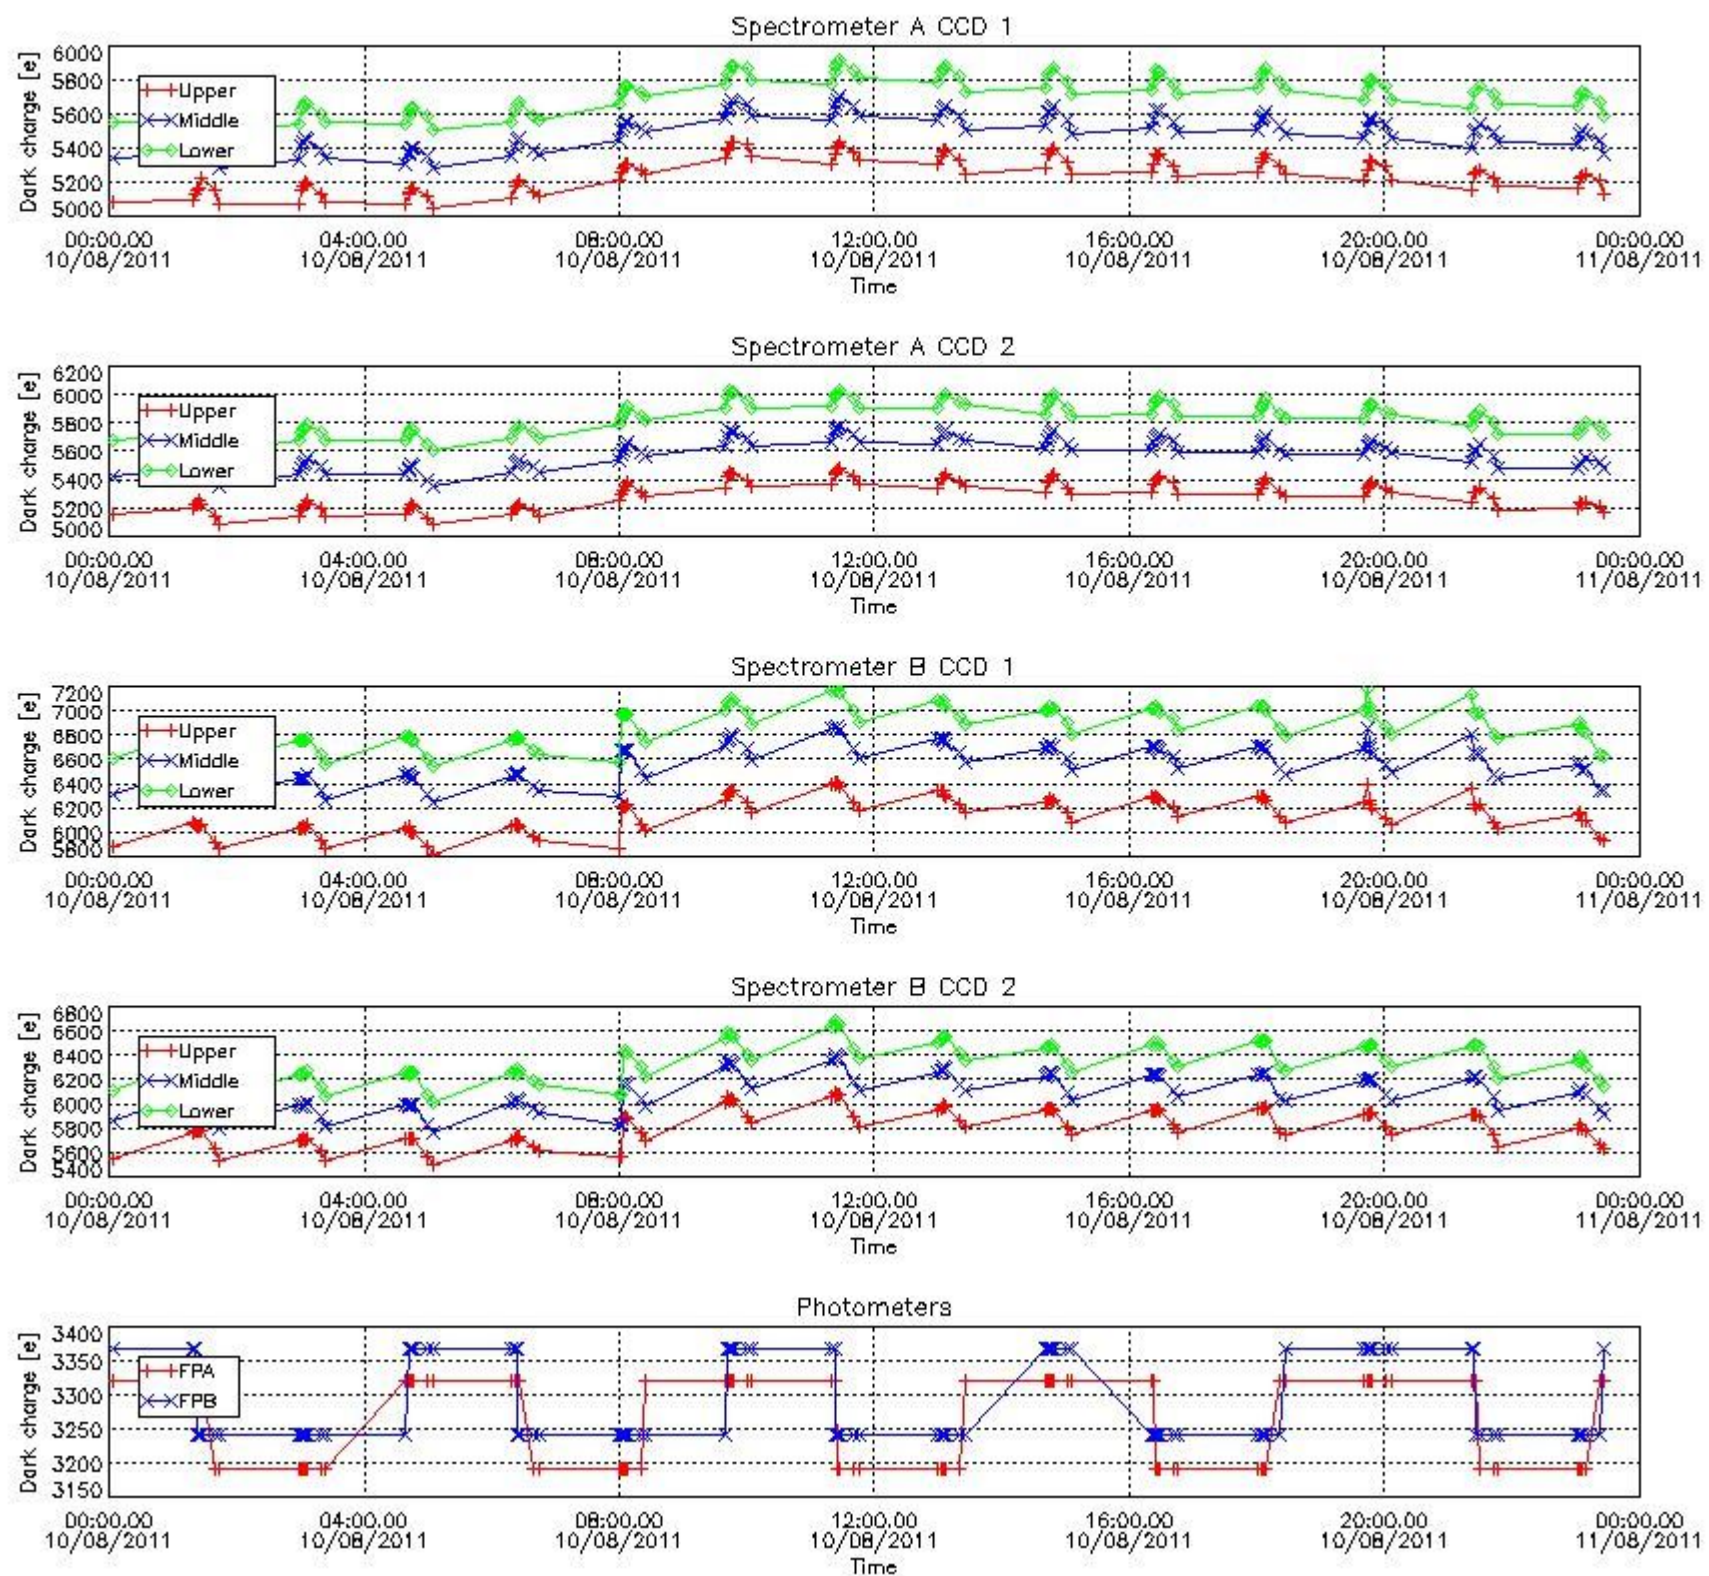 Spectrometer A CCD 1
Dark charge [e]
6000
5800
5600
5400
5200
5000
Upper
Middle
Lower
00:00.00 04:00.00 08:00.00 12:00.00 16:00.00 20:00.00 00:00.00
10/08/2011 10/08/2011 10/08/2011 10/08/2011 10/08/2011 10/08/2011 11/08/2011
Time
Spectrometer A CCD 2
Dark charge [e]
6200
6000
5800
5600
5400
5200
5000
Upper
Middle
Lower
00:00.00 04:00.00 08:00.00 12:00.00 16:00.00 20:00.00 00:00.00
10/08/2011 10/08/2011 10/08/2011 10/08/2011 10/08/2011 10/08/2011 11/08/2011
Time
Spectrometer B CCD 1
Dark charge [e]
7200
7000
6800
6600
6400
6200
6000
5800
Upper
Middle
Lower
00:00.00 04:00.00 08:00.00 12:00.00 16:00.00 20:00.00 00:00.00
10/08/2011 10/08/2011 10/08/2011 10/08/2011 10/08/2011 10/08/2011 11/08/2011
Time
Spectrometer B CCD 2
Dark charge [e]
6800
6600
6400
6200
6000
5800
5600
5400
Upper
Middle
Lower
00:00.00 04:00.00 08:00.00 12:00.00 16:00.00 20:00.00 00:00.00
10/08/2011 10/08/2011 10/08/2011 10/08/2011 10/08/2011 10/08/2011 11/08/2011
Time
Photometers
Dark charge [e]
3400
3350
3300
3250
3200
3150
FPA
FPB
00:00.00 04:00.00 08:00.00 12:00.00 16:00.00 20:00.00 00:00.00
10/08/2011 10/08/2011 10/08/2011 10/08/2011 10/08/2011 10/08/2011 11/08/2011
Time